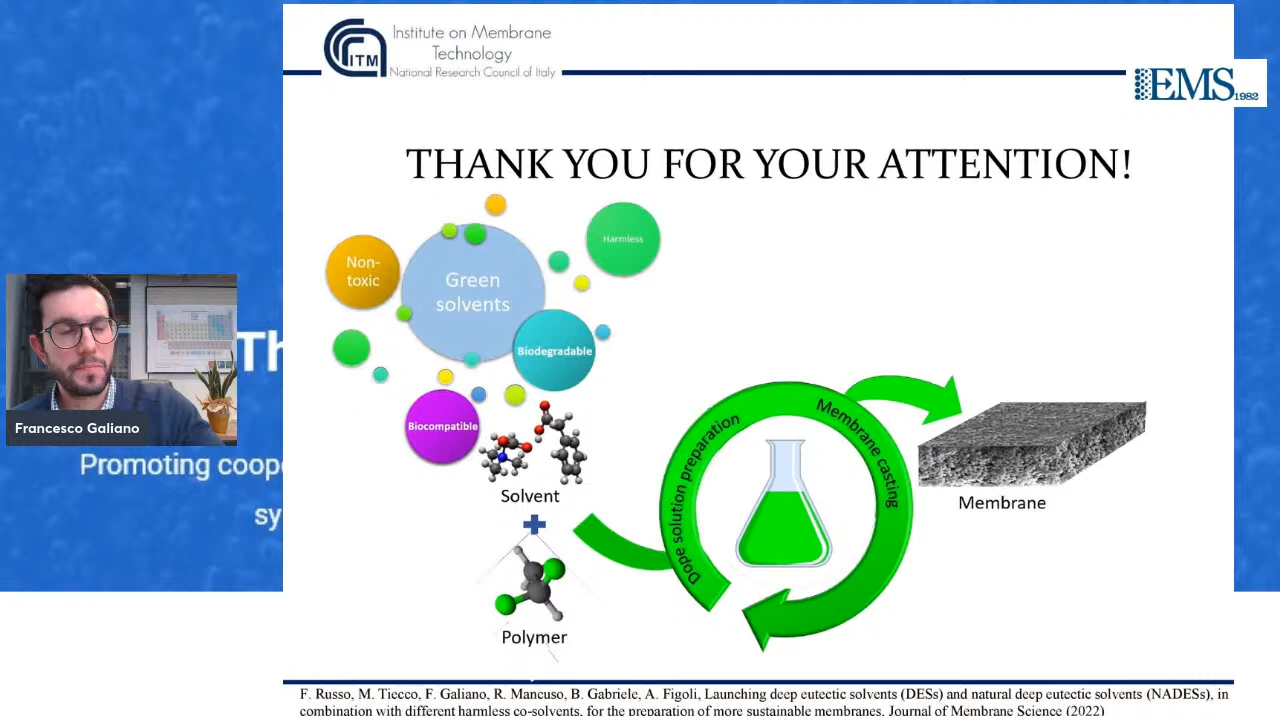 Institute on Membrane
Technology
National Research Council of Italy
ITM
EMS
1982
THANK YOU FOR YOUR ATTENTION!
Harmless
Non-
toxic
Green
solvents
Biodegradable
Biocompatible
Solvent
Polymer
Dope solution preparation
Membrane casting
Membrane
Th
Francesco Galiano
Promoting coope
sy
F. Russo, M. Tiecco, F. Galiano, R. Mancuso, B. Gabriele, A. Figoli, Launching deep eutectic solvents (DESs) and natural deep eutectic solvents (NADESs), in
combination with different harmless co-solvents, for the preparation of more sustainable membranes, Journal of Membrane Science (2022)